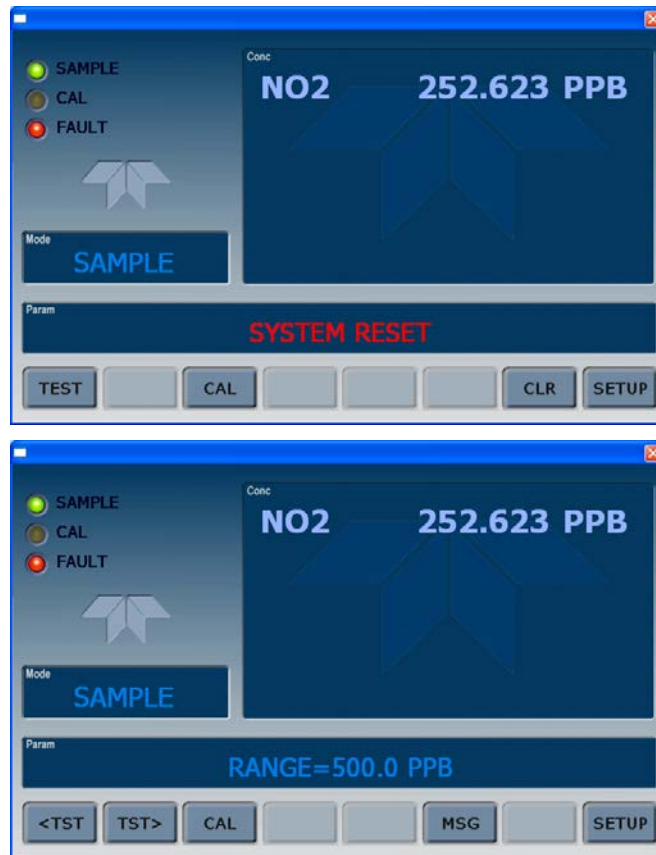 SAMPLE
CAL
FAULT
Conc
NO2 252.623 PPB
Mode
SAMPLE
Param
SYSTEM RESET
TEST CAL CLR SETUP
SAMPLE
CAL
FAULT
Conc
NO2 252.623 PPB
Mode
SAMPLE
Param
RANGE=500.0 PPB
<TST TST> CAL MSG SETUP